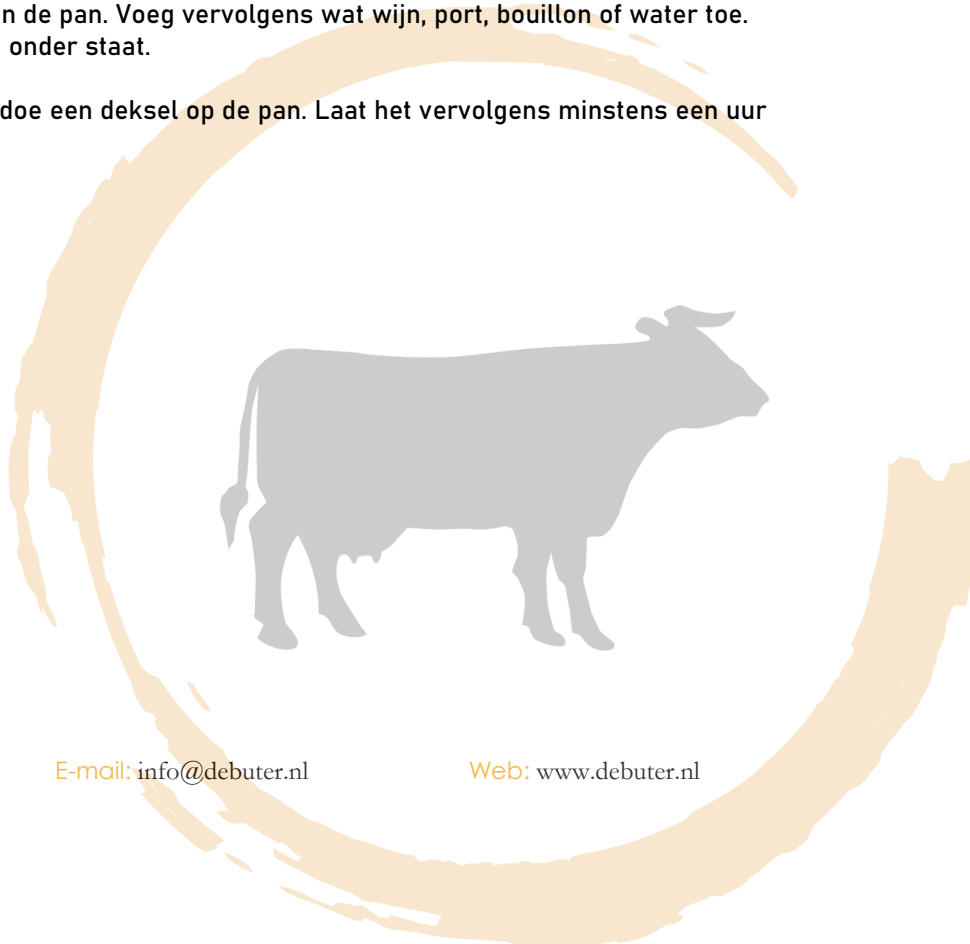 n de pan. Voeg vervolgens wat wijn, port, bouillon of water toe.
onder staat.
doe een deksel op de pan. Laat het vervolgens minstens een uur
E-mail: info@debuter.nl Web: www.debuter.nl